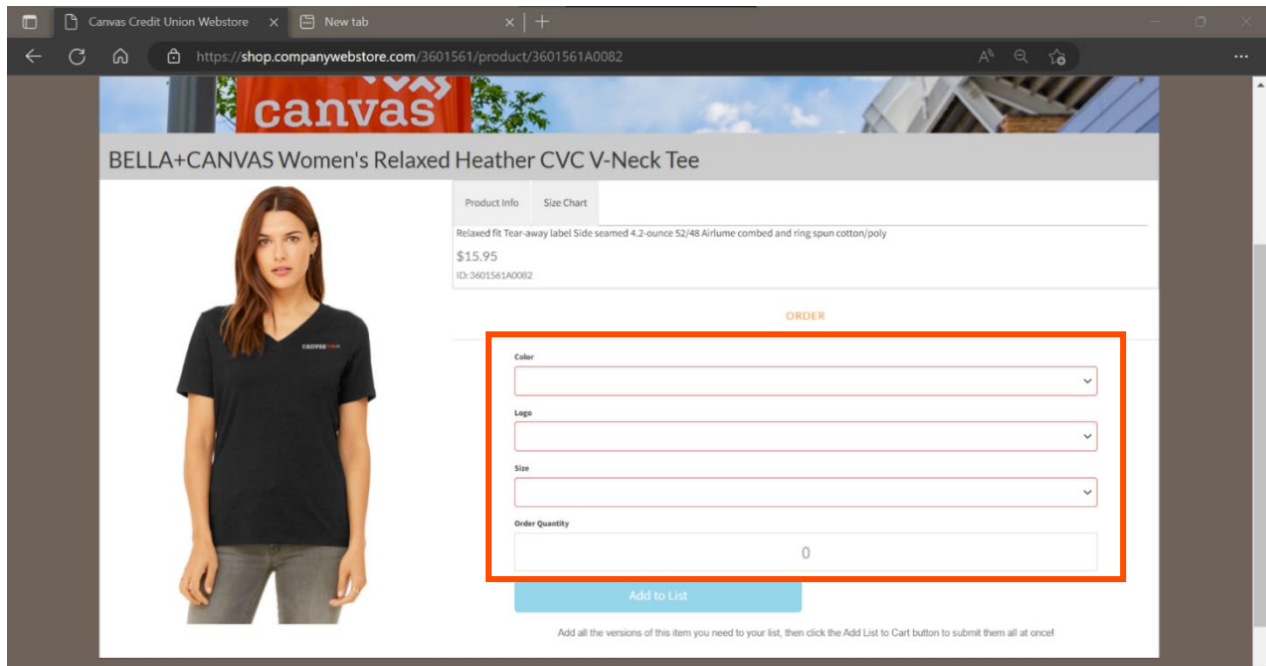 Canvas Credit Union Webstore
New tab
https://shop.companywebstore.com/3601561/product/3601561A0082
canvas
BELLA+CANVAS Women's Relaxed Heather CVC V-Neck Tee
Product Info Size Chart
Relaxed fit Tear-away label Side seamed 4.2-ounce 52/48 Airlume combed and ring spun cotton/poly
$15.95
ID: 3601561A0082
ORDER
canvas
Color
Logo
Size
Order Quantity
0
Add to List
Add all the versions of this item you need to your list, then click the Add List to Cart button to submit them all at once!